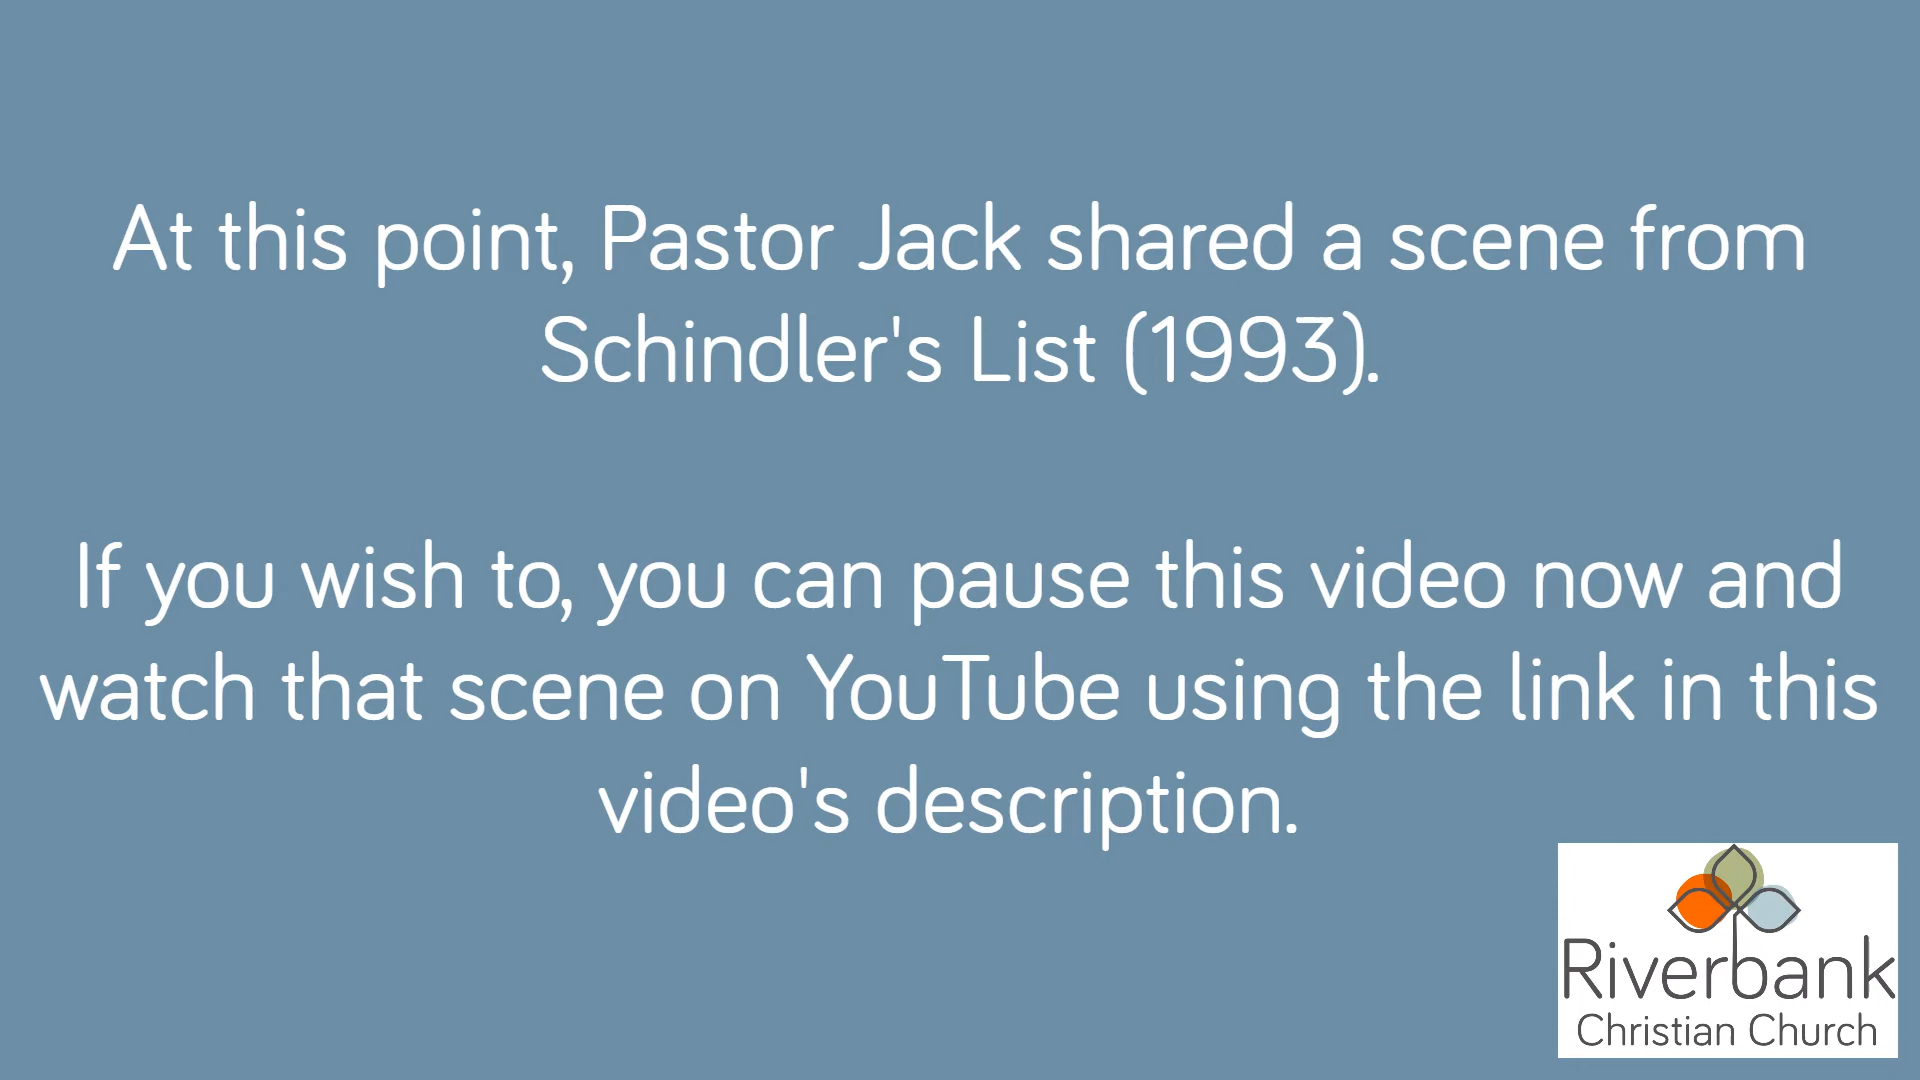 At this point, Pastor Jack shared a scene from
Schindler's List (1993).
If you wish to, you can pause this video now and
watch that scene on YouTube using the link in this
video's description.
Riverbank
Christian Church